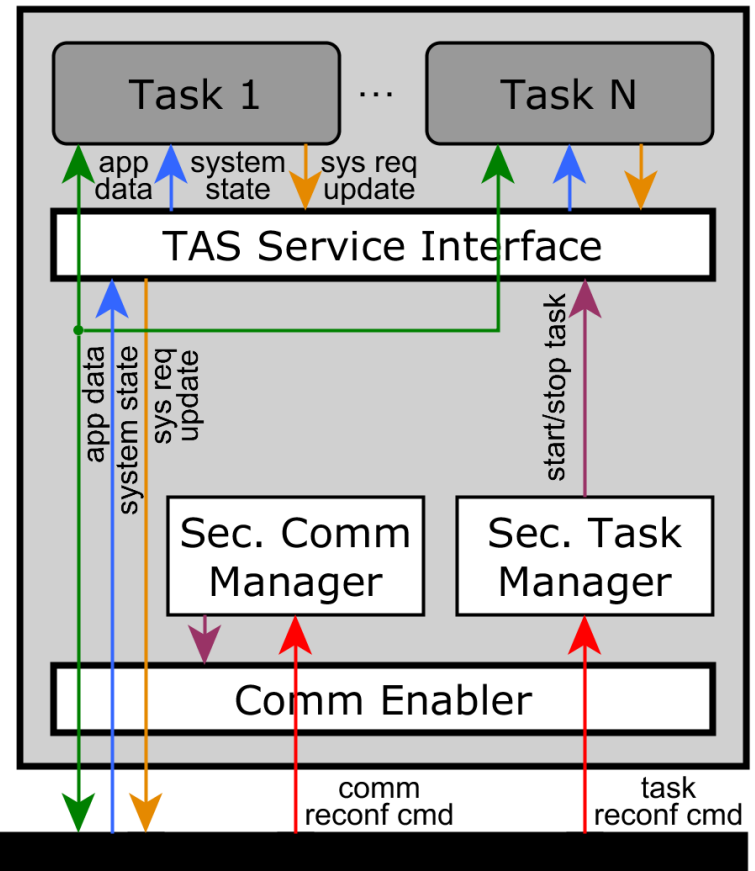 Task 1
...
Task N
app
data
system
state
sys req
update
TAS Service Interface
app data
system state
sys req
update
start/stop task
Sec. Comm
Manager
Sec. Task
Manager
Comm Enabler
comm
reconf cmd
task
reconf cmd